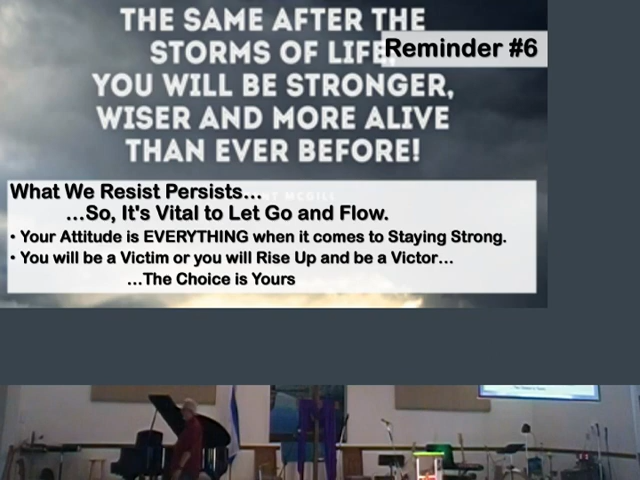 THE SAME AFTER THE
STORMS OF LIFE,
Reminder #6
YOU WILL BE STRONGER,
WISER AND MORE ALIVE
THAN EVER BEFORE!
What We Resist Persists...
MCGILL
...So, It's Vital to Let Go and Flow.
• Your Attitude is EVERYTHING when it comes to Staying Strong.
• You will be a Victim or you will Rise Up and be a Victor...
...The Choice is Yours